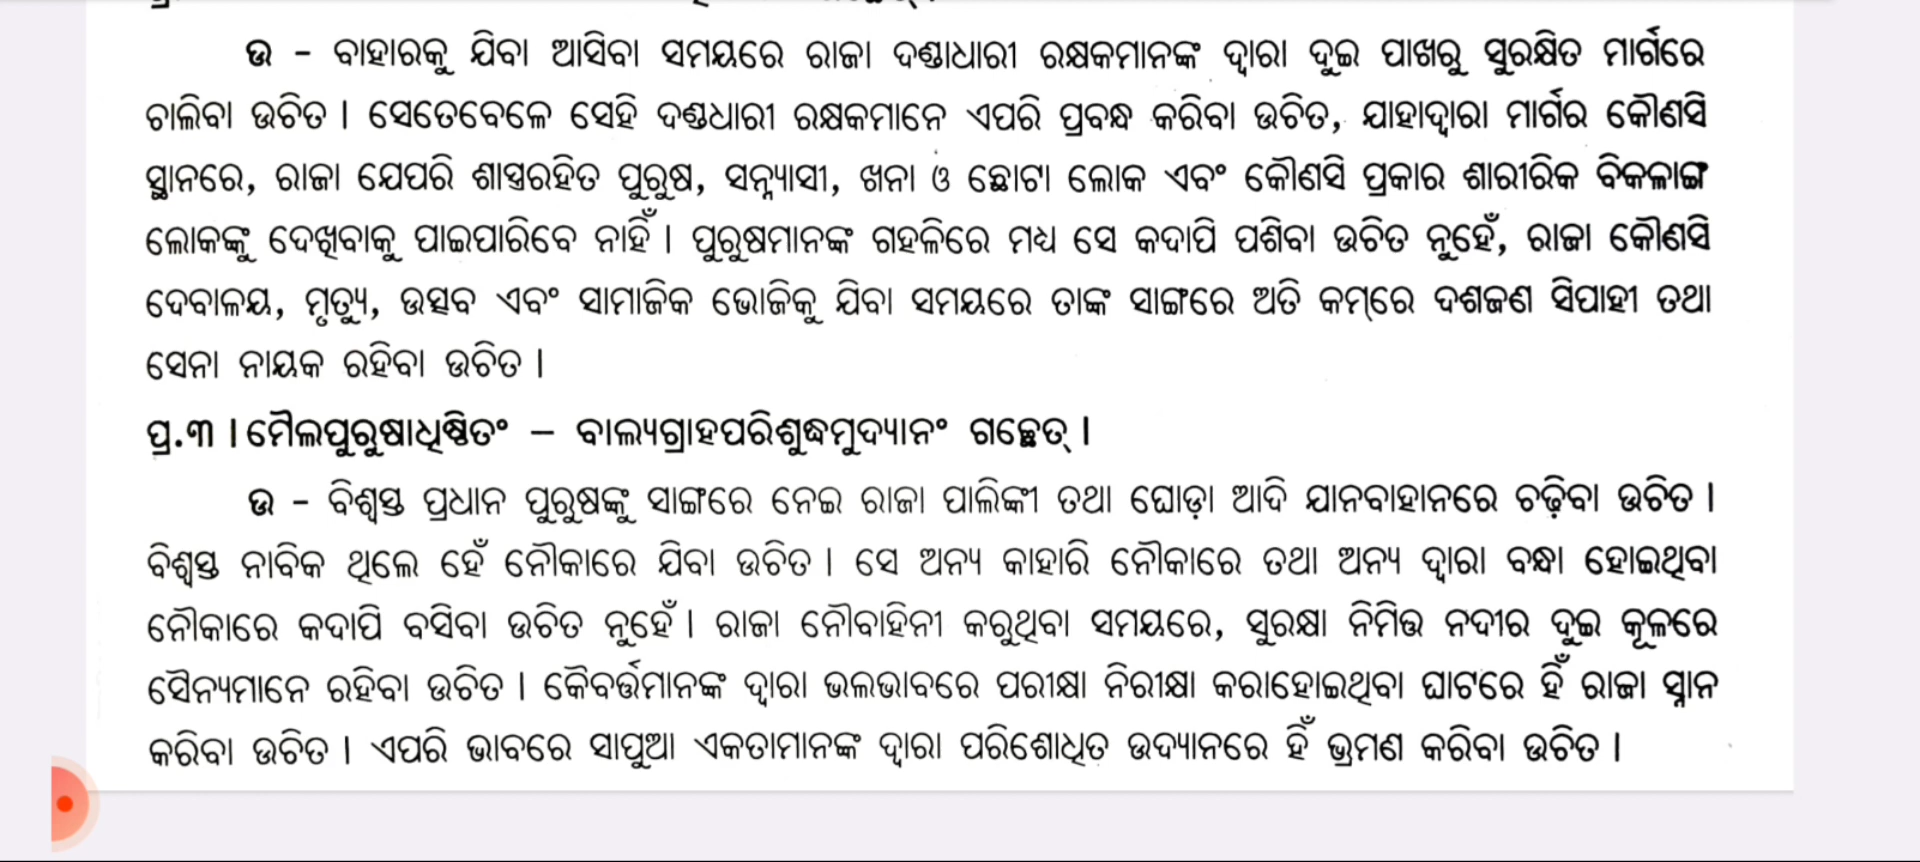 ଉ - ବାହାରକୁ ଯିବା ଆସିବା ସମୟରେ ରାଜା ଦଣ୍ଡାଧାରୀ ରକ୍ଷକମାନଙ୍କ ଦ୍ୱାରା ଦୁଇ ପାଖରୁ ସୁରକ୍ଷିତ ମାର୍ଗରେ
ଚାଲିବା ଉଚିତ । ସେତେବେଳେ ସେହି ଦଣ୍ଡଧାରୀ ରକ୍ଷକମାନେ ଏପରି ପ୍ରବନ୍ଧ କରିବା ଉଚିତ, ଯାହାଦ୍ୱାରା ମାର୍ଗର କୌଣସି
ସ୍ଥାନରେ, ରାଜା ଯେପରି ଶାସ୍ତ୍ରରହିତ ପୁରୁଷ, ସନ୍ନ୍ୟାସୀ, ଖନା ଓ ଛୋଟା ଲୋକ ଏବଂ କୌଣସି ପ୍ରକାର ଶାରୀରିକ ବିକଳାଙ୍ଗ
ଲୋକଙ୍କୁ ଦେଖିବାକୁ ପାଇପାରିବେ ନାହିଁ । ପୁରୁଷମାନଙ୍କ ଗହଳିରେ ମଧ୍ୟ ସେ କଦାପି ପଶିବା ଉଚିତ ନୁହେଁ, ରାଜା କୌଣସି
ଦେବାଳୟ, ମୃତ୍ୟୁ, ଉତ୍ସବ ଏବଂ ସାମାଜିକ ଭୋଜିକୁ ଯିବା ସମୟରେ ତାଙ୍କ ସାଙ୍ଗରେ ଅତି କମ୍‌ରେ ଦଶଜଣ ସିପାହୀ ତଥା
ସେନା ନାୟକ ରହିବା ଉଚିତ ।
ପ୍ର.୩ । ମୌଲପୁରୁଷାଧିଷ୍ଠିତଂ – ବାଲ୍ୟଗ୍ରାହପରିଶୁଦ୍ଧମୁଦ୍ୟାନଂ ଗଚ୍ଛେତ୍ ।
ଉ - ବିଶ୍ୱସ୍ତ ପ୍ରଧାନ ପୁରୁଷଙ୍କୁ ସାଙ୍ଗରେ ନେଇ ରାଜା ପାଲିଙ୍କୀ ତଥା ଘୋଡ଼ା ଆଦି ଯାନବାହାନରେ ଚଢ଼ିବା ଉଚିତ ।
ବିଶ୍ୱସ୍ତ ନାବିକ ଥିଲେ ହେଁ ନୌକାରେ ଯିବା ଉଚିତ । ସେ ଅନ୍ୟ କାହାରି ନୌକାରେ ତଥା ଅନ୍ୟ ଦ୍ୱାରା ବନ୍ଧା ହୋଇଥିବା
ନୌକାରେ କଦାପି ବସିବା ଉଚିତ ନୁହେଁ । ରାଜା ନୌବାହିନୀ କରୁଥିବା ସମୟରେ, ସୁରକ୍ଷା ନିମିତ୍ତ ନଦୀର ଦୁଇ କୂଳରେ
ସୈନ୍ୟମାନେ ରହିବା ଉଚିତ । କୈବର୍ତ୍ତମାନଙ୍କ ଦ୍ୱାରା ଭଲଭାବରେ ପରୀକ୍ଷା ନିରୀକ୍ଷା କରାହୋଇଥିବା ଘାଟରେ ହିଁ ରାଜା ସ୍ନାନ
କରିବା ଉଚିତ । ଏପରି ଭାବରେ ସାପୁଆ ଏକତାମାନଙ୍କ ଦ୍ୱାରା ପରିଶୋଧିତ ଉଦ୍ୟାନରେ ହିଁ ଭ୍ରମଣ କରିବା ଉଚିତ ।